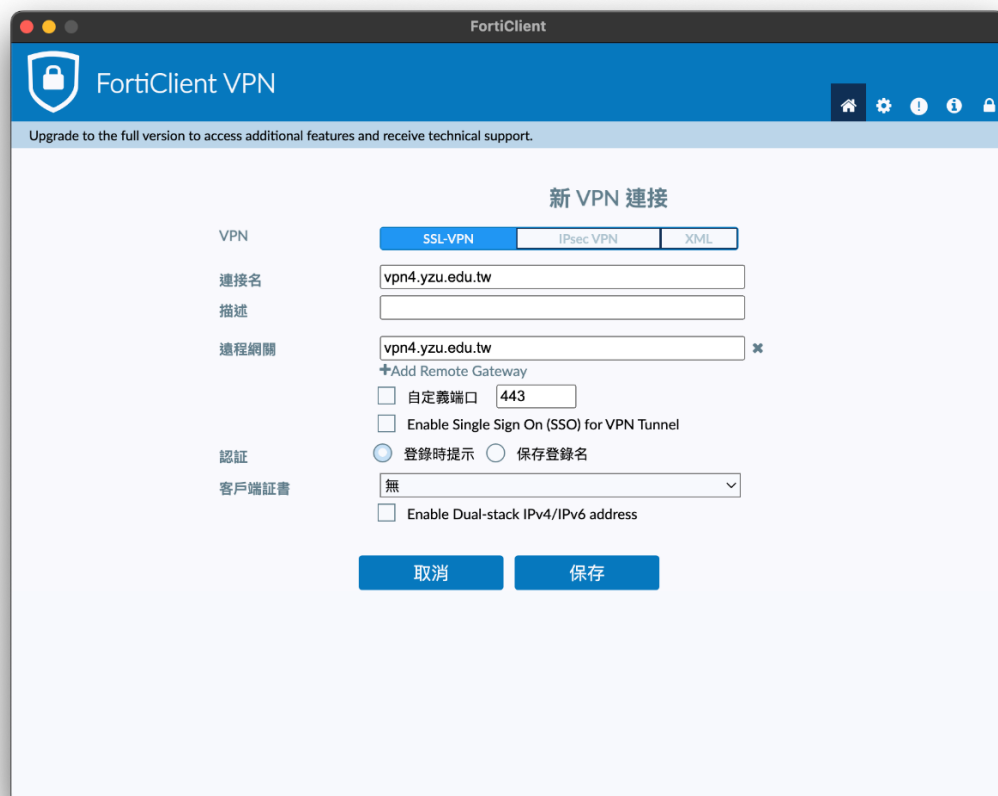 FortiClient
FortiClient VPN
Upgrade to the full version to access additional features and receive technical support.
新 VPN 連接
VPN SSL-VPN IPsec VPN XML
連接名 vpn4.yzu.edu.tw
描述
遠程網關 vpn4.yzu.edu.tw
+Add Remote Gateway
自定義端口 443
Enable Single Sign On (SSO) for VPN Tunnel
認証 登錄時提示 保存登錄名
客戶端証書 無
Enable Dual-stack IPv4/IPv6 address
取消 保存